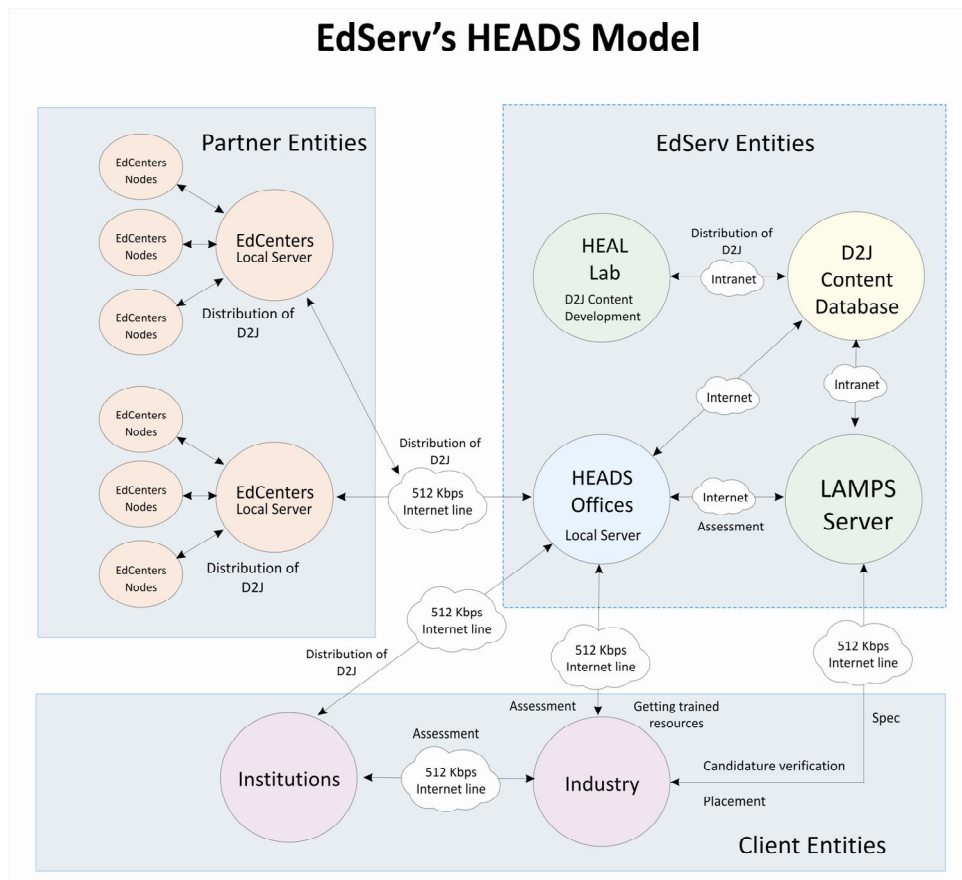 EdServ's HEADS Model
Partner Entities
EdCenters
Nodes
EdCenters
Nodes
EdCenters
Nodes
EdCenters
Local Server
Distribution of
D2J
EdCenters
Nodes
EdCenters
Nodes
EdCenters
Nodes
EdCenters
Local Server
Distribution of
D2J
Distribution of
D2J
512 Kbps
Internet line
EdServ Entities
HEAL
Lab
D2J Content
Development
Distribution of
D2J
Intranet
D2J
Content
Database
Internet
Intranet
HEADS
Offices
Local Server
Internet
Assessment
LAMPS
Server
512 Kbps
Internet line
Distribution of
D2J
512 Kbps
Internet line
Assessment
Getting trained
resources
512 Kbps
Internet line
Spec
Institutions
Assessment
512 Kbps
Internet line
Industry
Candidature verification
Placement
Client Entities